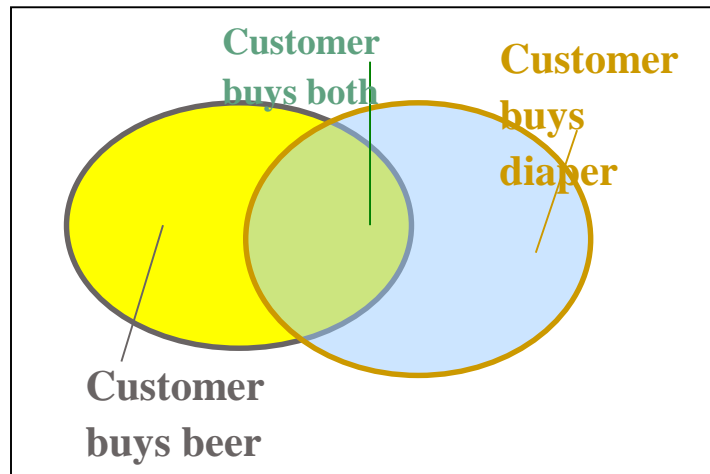 Customer
buys both
Customer
buys
diaper
Customer
buys beer